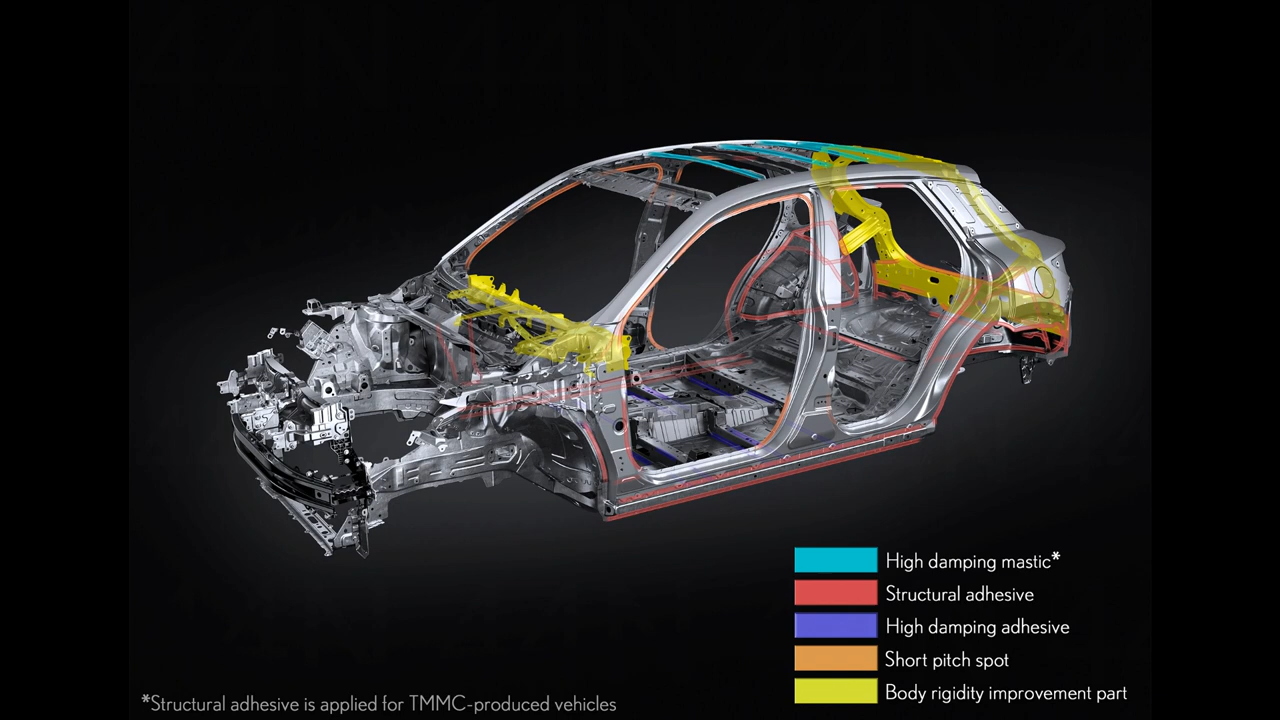 High damping mastic*
Structural adhesive
High damping adhesive
Short pitch spot
Body rigidity improvement part
*Structural adhesive is applied for TMMC-produced vehicles